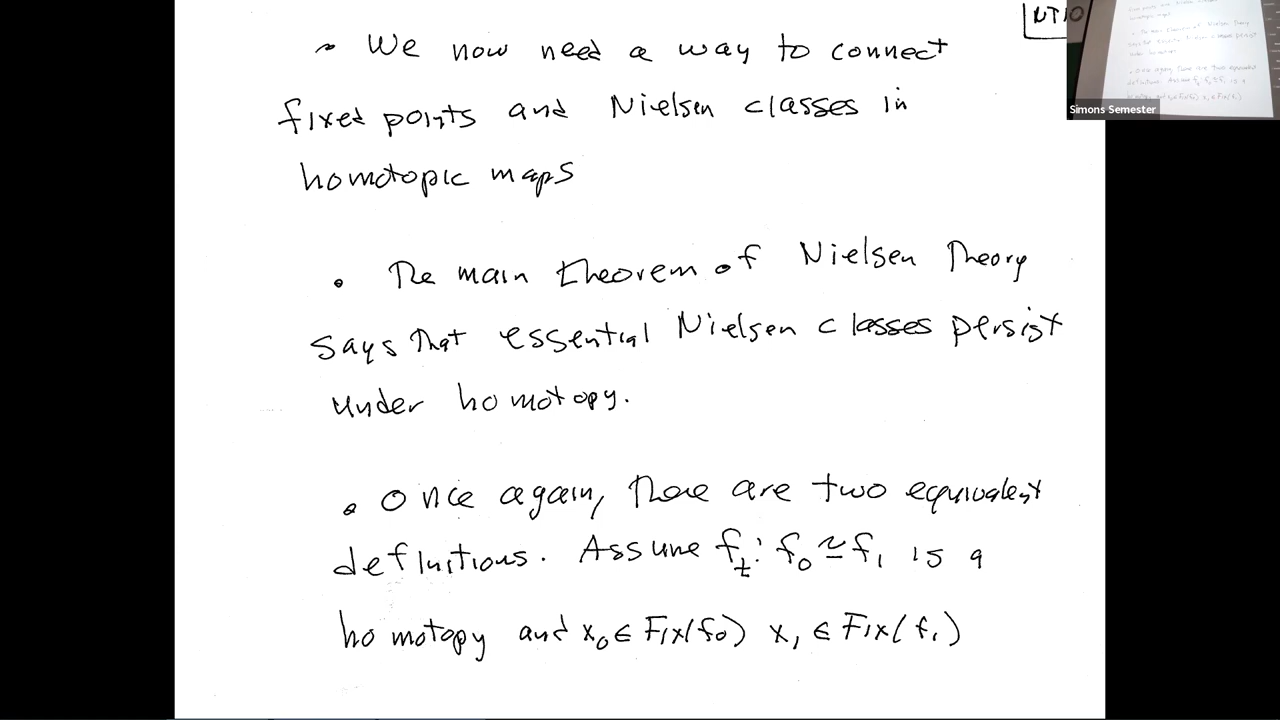 • We now need a way to connect
fixed points and Nielsen classes in
homotopic maps
• The main theorem of Nielsen Theory
says that essential Nielsen classes persist
under homotopy.
• Once again, there are two equivalent
definitions. Assume f_t: f_0 ≃ f_1 is a
homotopy and x_0 ∈ Fix(f_0) x_1 ∈ Fix(f_1)
Simons Semester